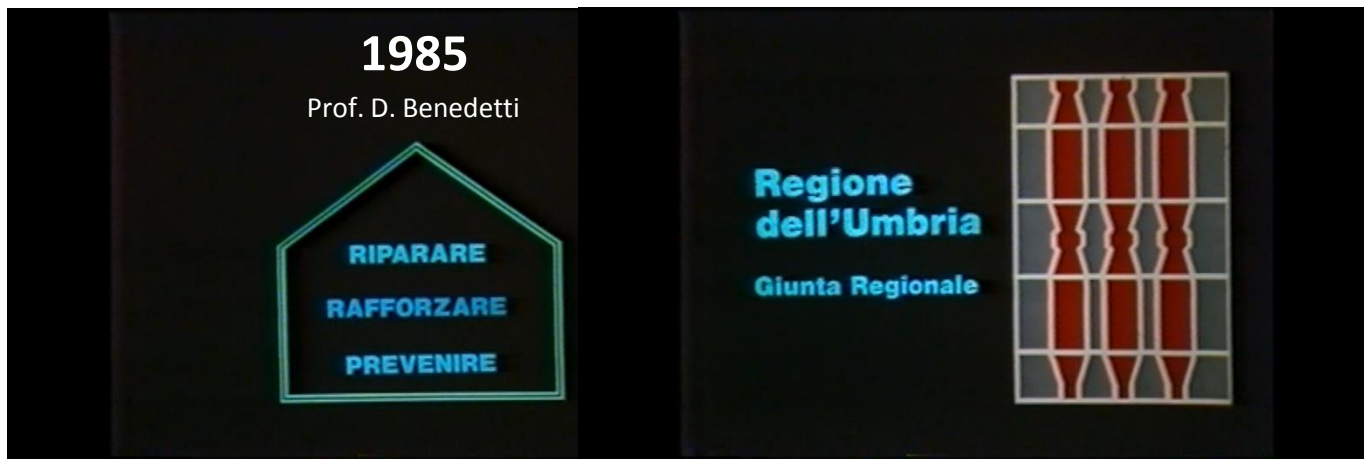 1985
Prof. D. Benedetti
RIPARARE
RAFFORZARE
PREVENIRE
Regione
dell'Umbria
Giunta Regionale